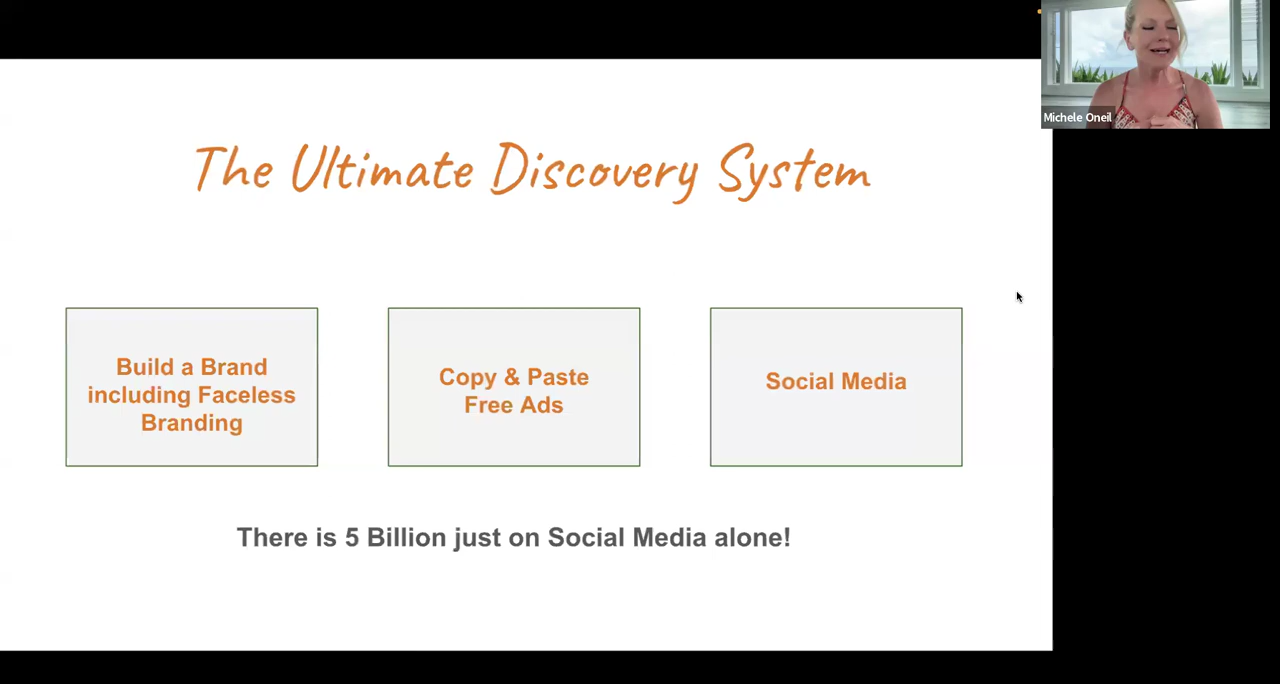 Michele Oneil
The Ultimate Discovery System
Build a Brand
including Faceless
Branding
Copy & Paste
Free Ads
Social Media
There is 5 Billion just on Social Media alone!